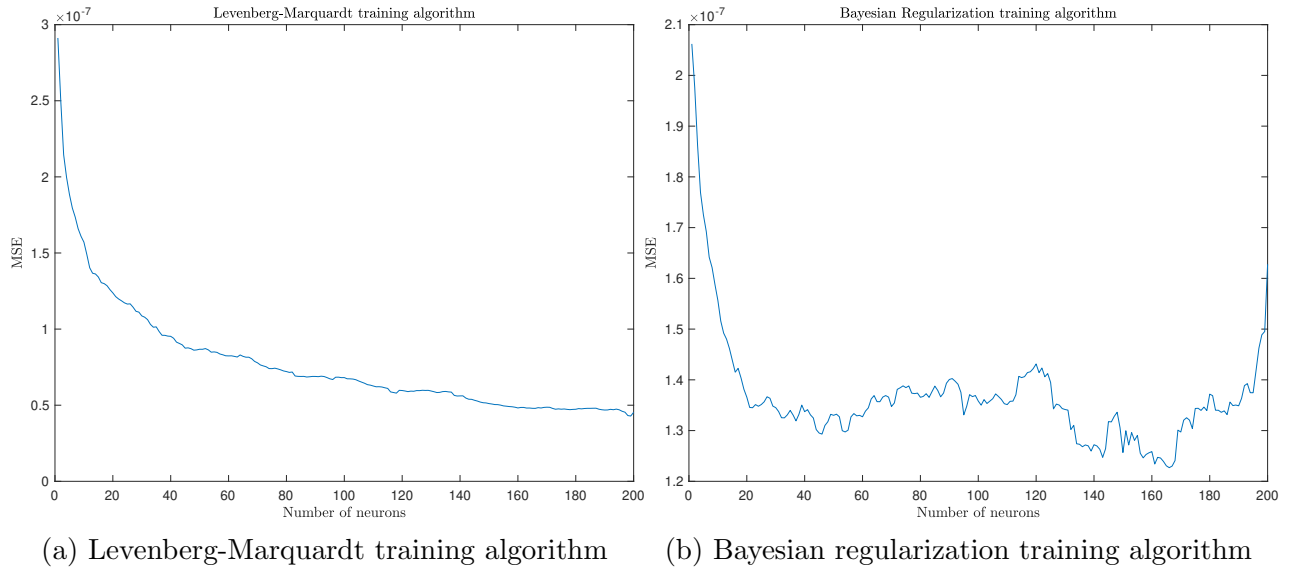 Levenberg-Marquardt training algorithm
×10-7
3
2.5
2
1.5
1
0.5
0
MSE
0 20 40 60 80 100 120 140 160 180 200
Number of neurons
(a) Levenberg-Marquardt training algorithm
Bayesian Regularization training algorithm
×10-7
2.1
2
1.9
1.8
1.7
1.6
1.5
1.4
1.3
1.2
MSE
0 20 40 60 80 100 120 140 160 180 200
Number of neurons
(b) Bayesian regularization training algorithm